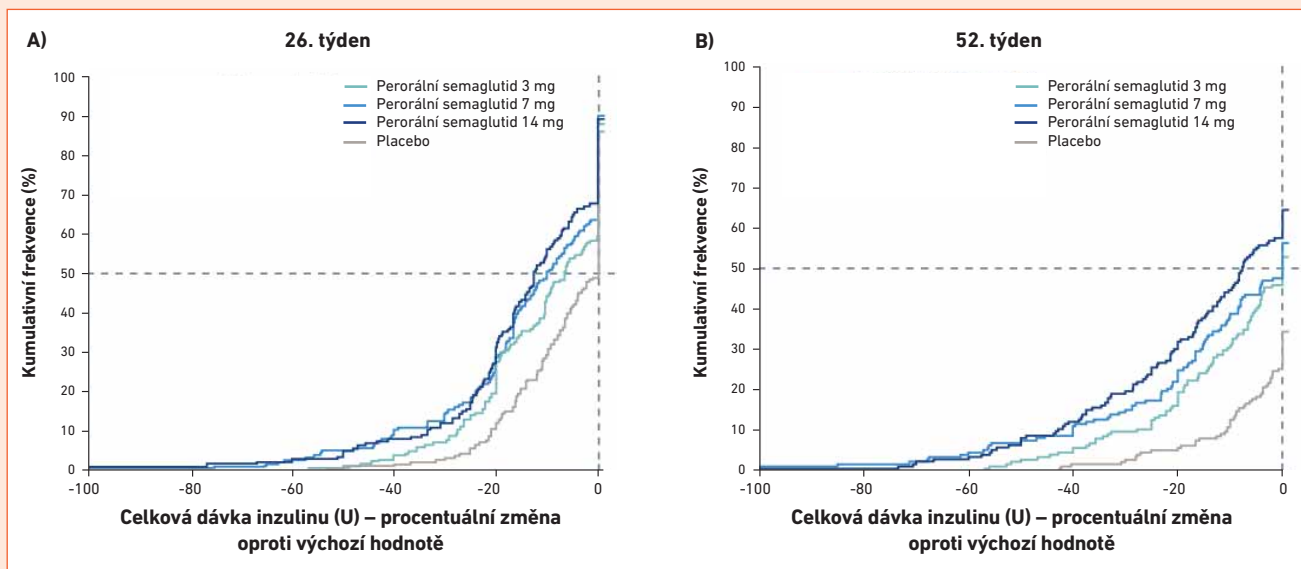 A)
26. týden
Kumulativní frekvence (%)
100
90
80
70
60
50
40
30
20
10
0
Perorální semaglutid 3 mg
Perorální semaglutid 7 mg
Perorální semaglutid 14 mg
Placebo
-100
-80
-60
-40
-20
0
Celková dávka inzulinu (U) – procentuální změna
oproti výchozí hodnotě
B)
52. týden
Kumulativní frekvence (%)
100
90
80
70
60
50
40
30
20
10
0
Perorální semaglutid 3 mg
Perorální semaglutid 7 mg
Perorální semaglutid 14 mg
Placebo
-100
-80
-60
-40
-20
0
Celková dávka inzulinu (U) – procentuální změna
oproti výchozí hodnotě